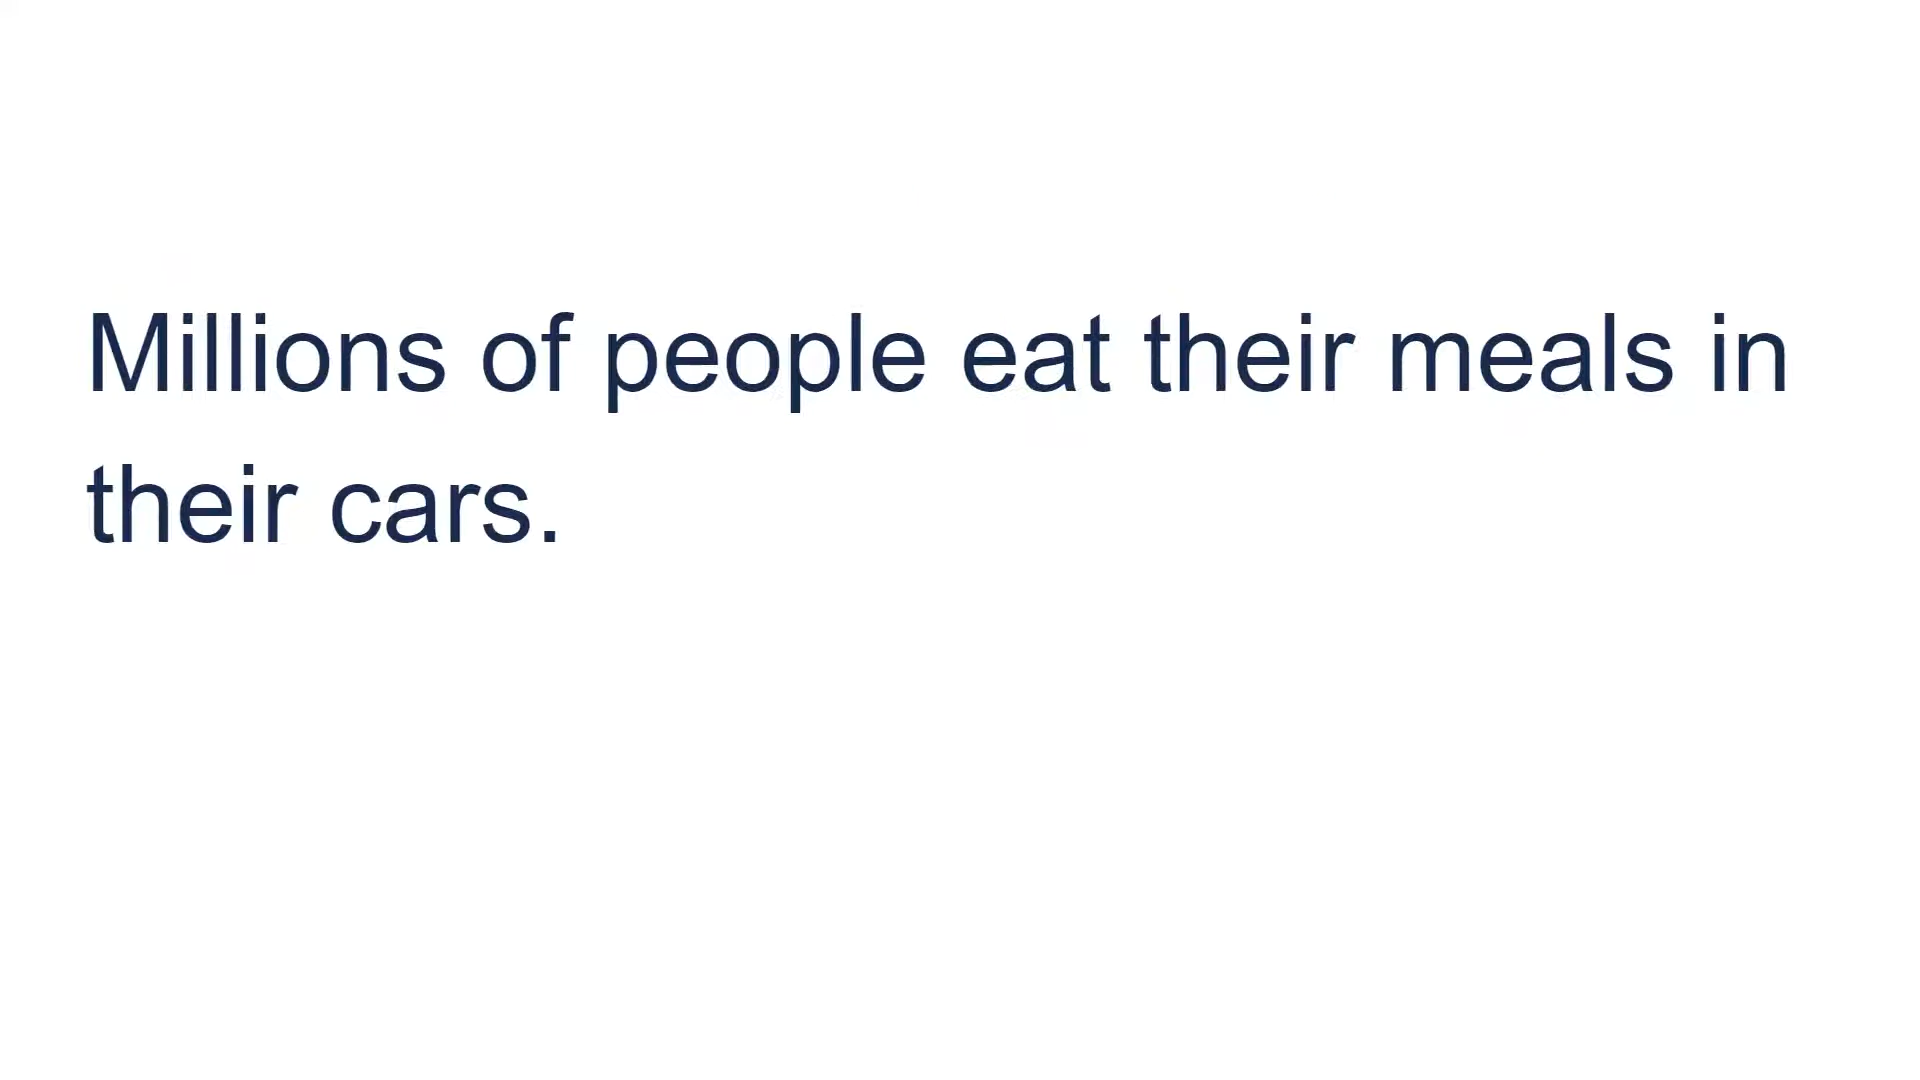 Millions of people eat their meals in
their cars.